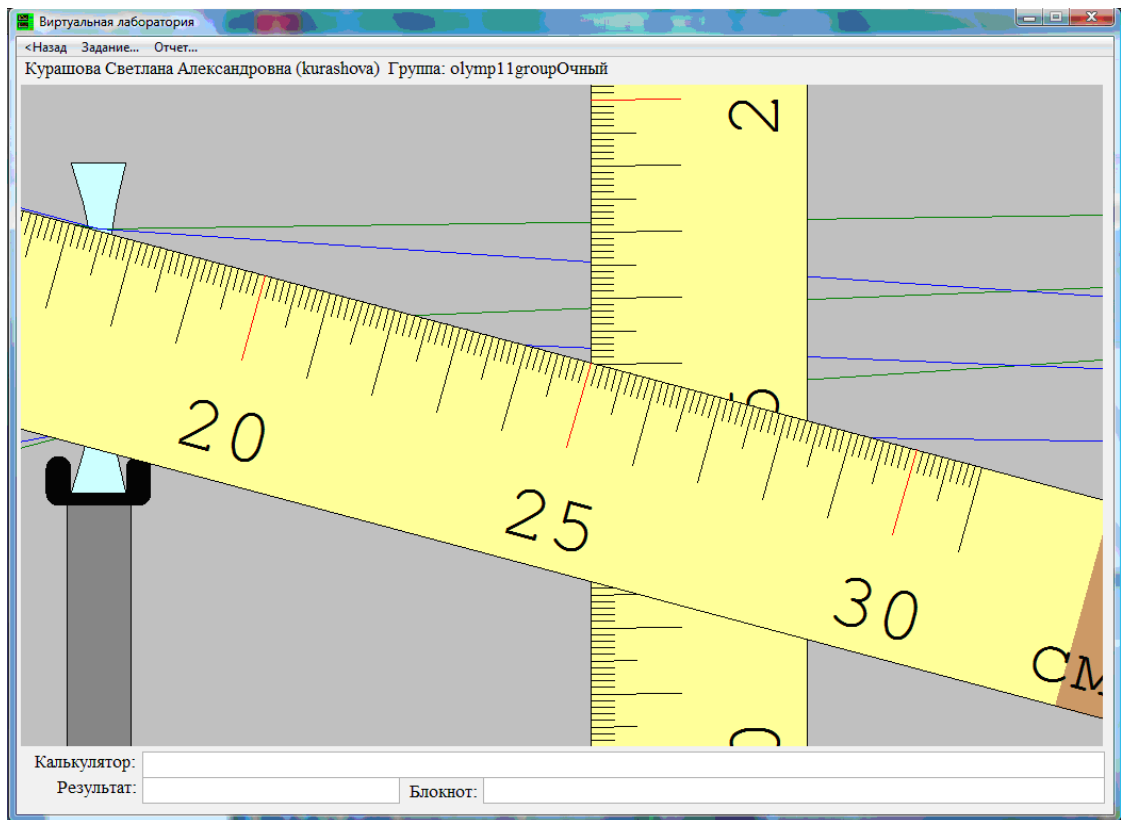 Виртуальная лаборатория
<Назад Задание... Отчет...
Курашова Светлана Александровна (kurashova) Группа: olymp11groupОчный
2
20
25
30
см
Калькулятор:
Результат:
Блокнот: